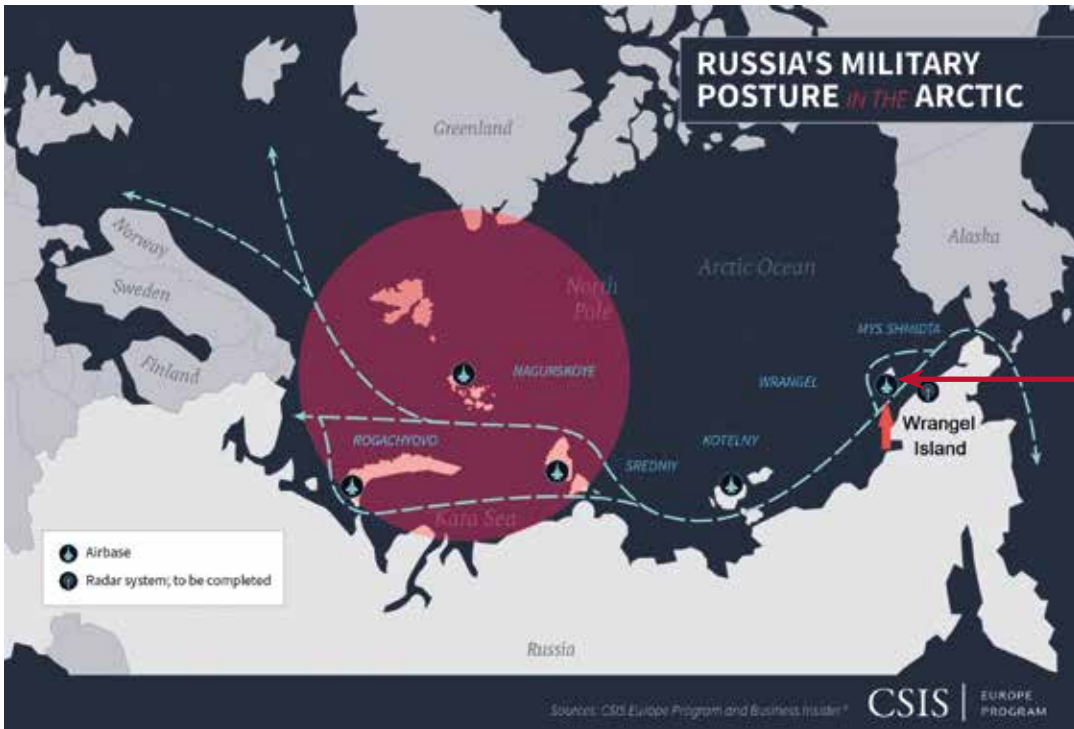 RUSSIA'S MILITARY
POSTURE IN THE ARCTIC
Greenland
Alaska
Norway
Sweden
Finland
North
Pole
Arctic Ocean
MYS SHMIDTA
NAGURSKOYE
WRANGEL
ROGACHYOVO
KOTELNY
SREDNIY
Wrangel
Island
Kara Sea
Airbase
Radar system; to be completed
Russia
Sources: CSIS Europe Program and Business Insider
CSIS
EUROPE
PROGRAM